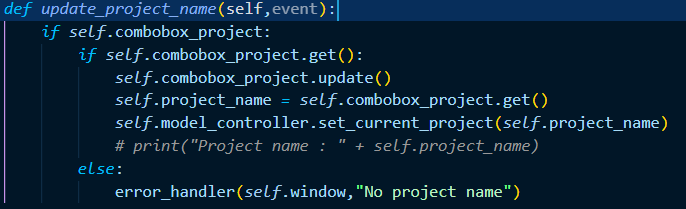 def update_project_name(self,event):
    if self.combobox_project:
        if self.combobox_project.get():
            self.combobox_project.update()
            self.project_name = self.combobox_project.get()
            self.model_controller.set_current_project(self.project_name)
            # print("Project name : " + self.project_name)
        else:
            error_handler(self.window,"No project name")